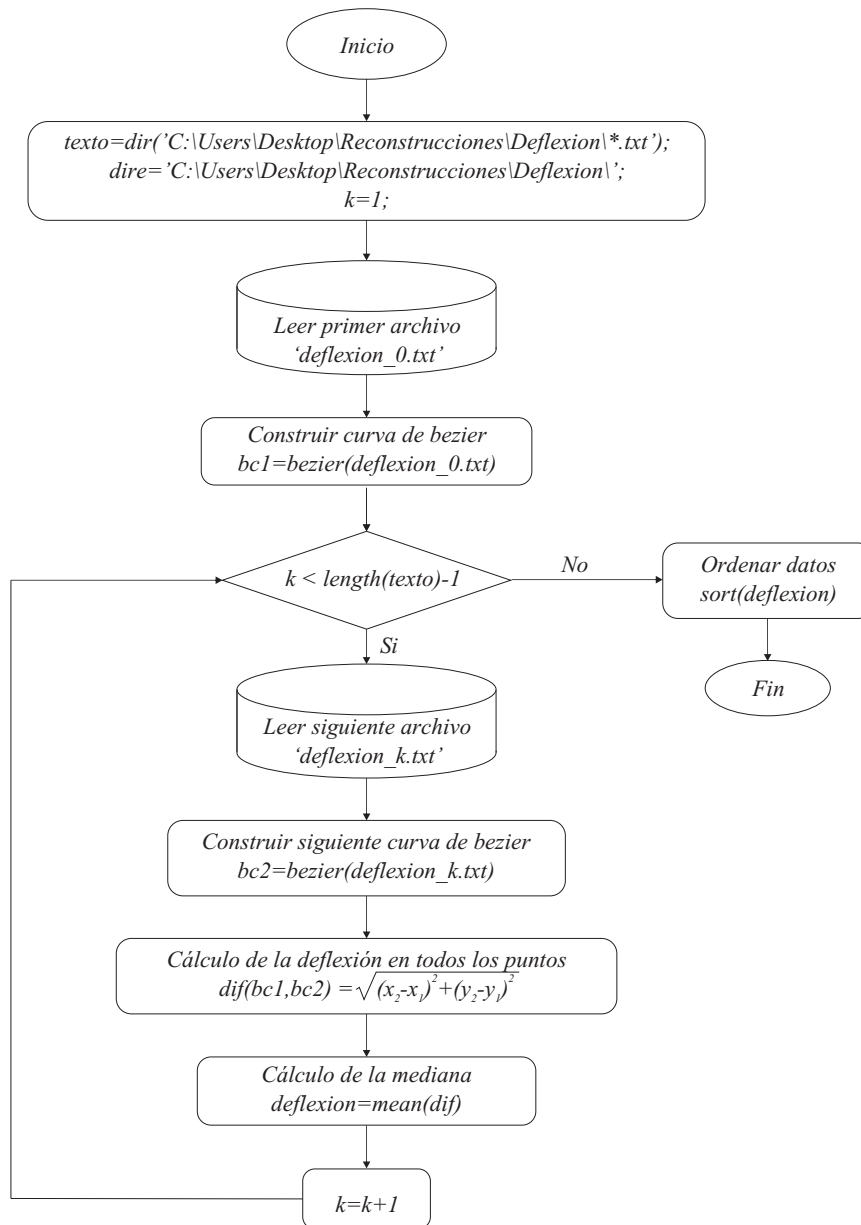 Inicio
texto=dir('C:\Users\Desktop\Reconstrucciones\Deflexion\*.txt');
dire='C:\Users\Desktop\Reconstrucciones\Deflexion\';
k=1;
Leer primer archivo
‘deflexion_0.txt’
Construir curva de bezier
bc1=bezier(deflexion_0.txt)
k < length(texto)-1
No
Ordenar datos
sort(deflexion)
Fin
Si
Leer siguiente archivo
‘deflexion_k.txt’
Construir siguiente curva de bezier
bc2=bezier(deflexion_k.txt)
Cálculo de la deflexión en todos los puntos
dif(bc1,bc2) =√(x₂-x₁)²+(y₂-y₁)²
Cálculo de la mediana
deflexion=mean(dif)
k=k+1